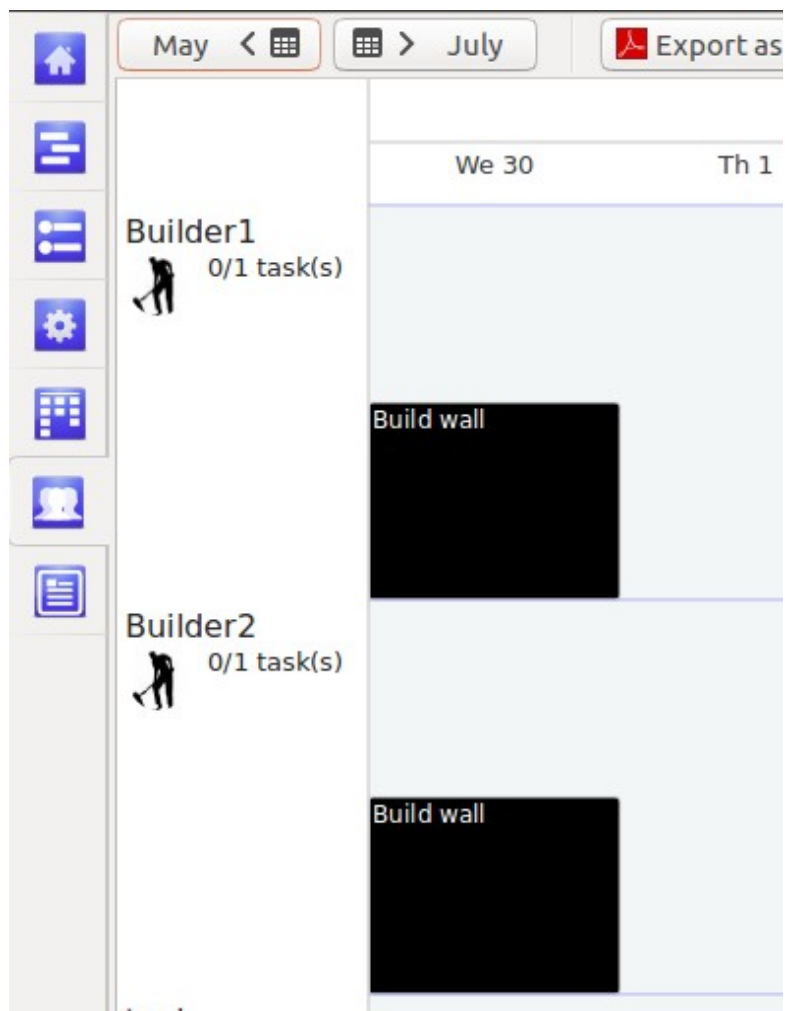 May
July
Export as
We 30 Th 1
Builder1
0/1 task(s)
Build wall
Builder2
0/1 task(s)
Build wall